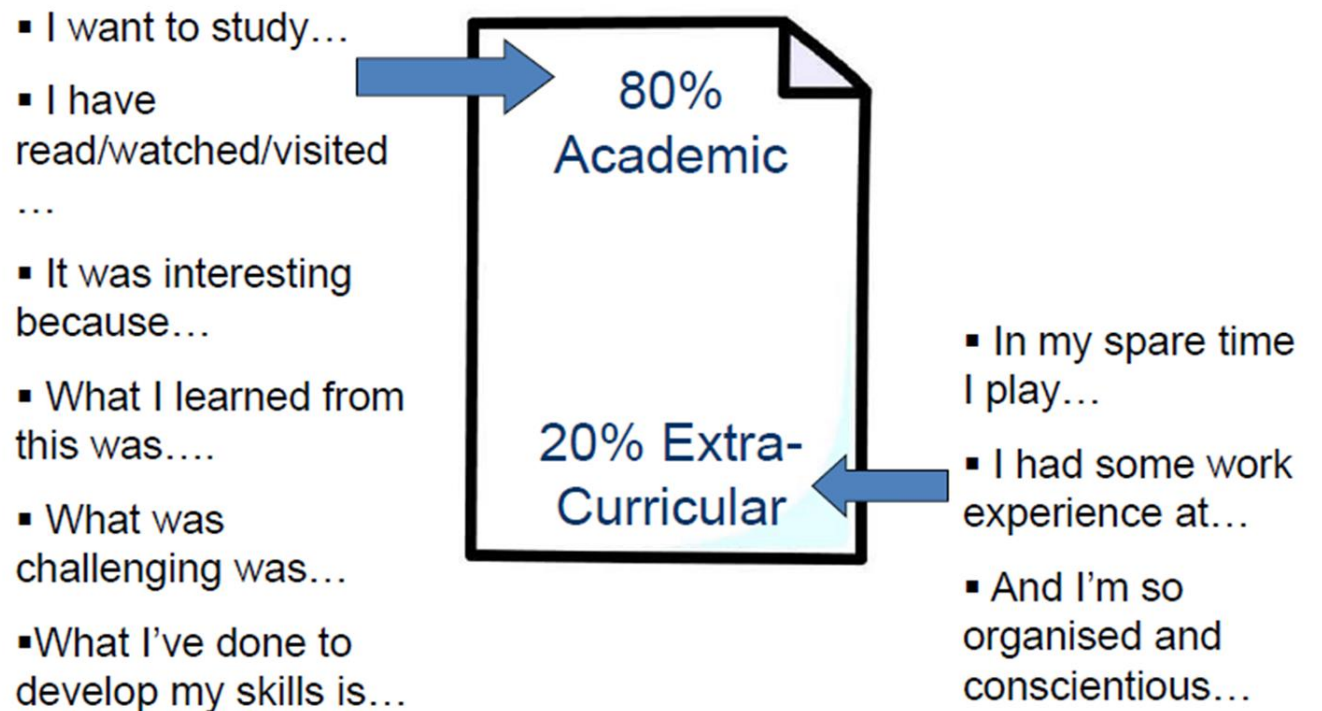 ▪ I want to study…
▪ I have
read/watched/visited
…
▪ It was interesting
because…
▪ What I learned from
this was….
▪ What was
challenging was…
▪What I’ve done to
develop my skills is…
80%
Academic
20% Extra-
Curricular
▪ In my spare time
I play…
▪ I had some work
experience at…
▪ And I’m so
organised and
conscientious…